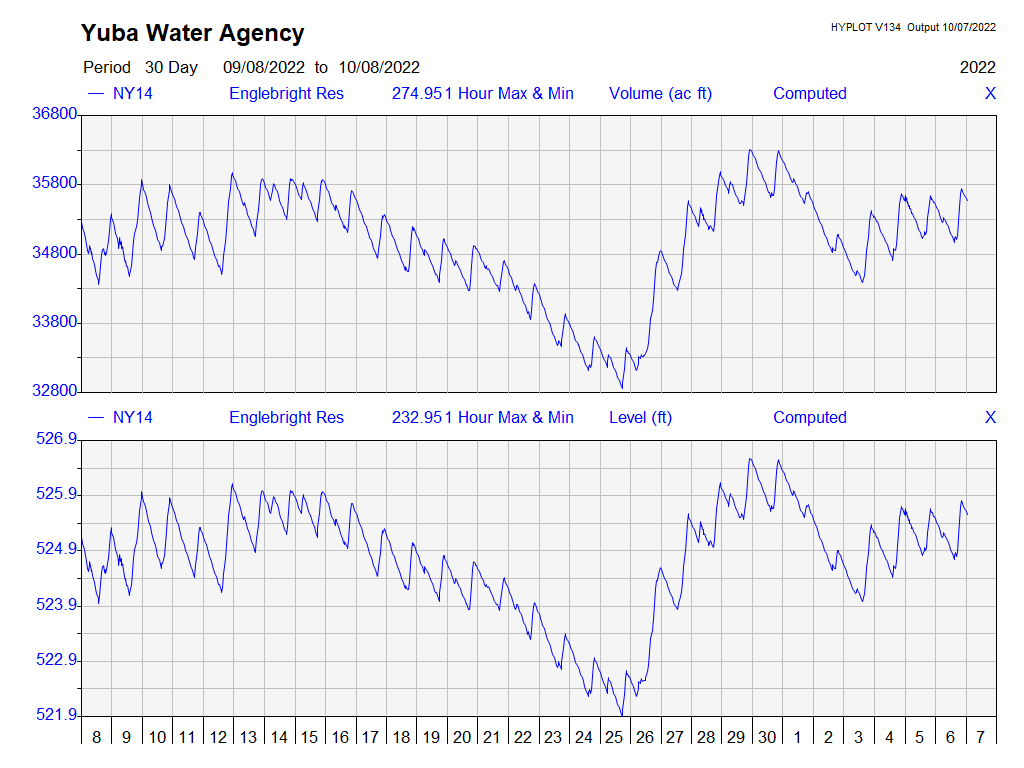 Yuba Water Agency
HYPLOT V134 Output 10/07/2022
Period 30 Day 09/08/2022 to 10/08/2022 2022
NY14 Englebright Res 274.951 Hour Max & Min Volume (ac ft) Computed X
36800
35800
34800
33800
32800
NY14 Englebright Res 232.951 Hour Max & Min Level (ft) Computed X
526.9
525.9
524.9
523.9
522.9
521.9
8 9 10 11 12 13 14 15 16 17 18 19 20 21 22 23 24 25 26 27 28 29 30 1 2 3 4 5 6 7